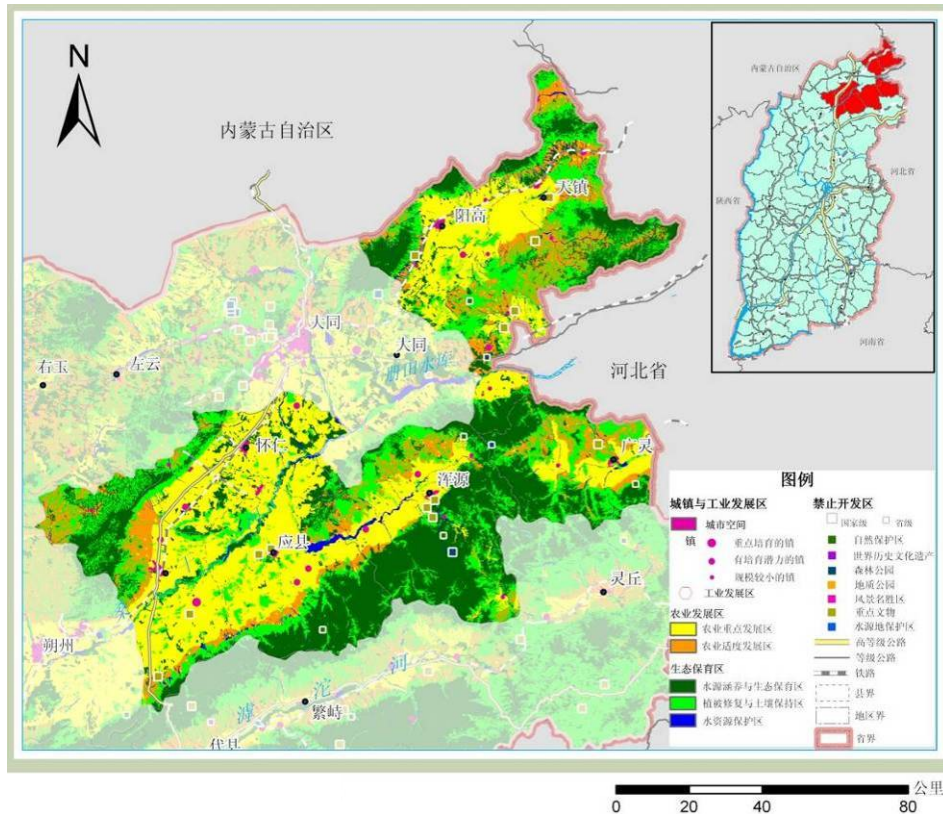 N
内蒙古自治区
天镇
阳高
大同
大同
册田水库
右玉
左云
河北省
怀仁
广灵
浑源
应县
灵丘
朔州
滹沱河
繁峙
代县
内蒙古自治区
河北省
陕西省
河南省
图例
城镇与工业发展区
城市空间
镇
重点培育的镇
有培育潜力的镇
规模较小的镇
工业发展区
农业发展区
农业重点发展区
农业适度发展区
生态保育区
水源涵养与生态保育区
植被修复与土壤保持区
水资源保护区
禁止开发区
国家级
省级
自然保护区
世界历史文化遗产
森林公园
地质公园
风景名胜区
重点文物
水源地保护区
高等级公路
等级公路
铁路
县界
地区界
省界
公里
0 20 40 80